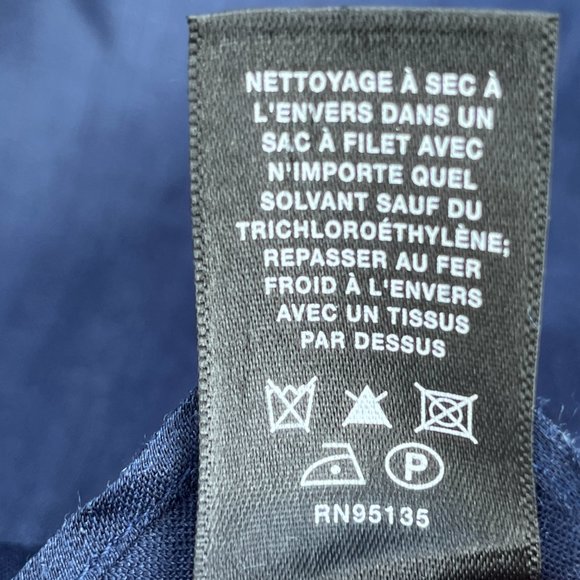 NETTOYAGE À SEC À
L'ENVERS DANS UN
SAC À FILET AVEC
N'IMPORTE QUEL
SOLVANT SAUF DU
TRICHLOROÉTHYLÈNE;
REPASSER AU FER
FROID À L'ENVERS
AVEC UN TISSUS
PAR DESSUS
P
RN95135